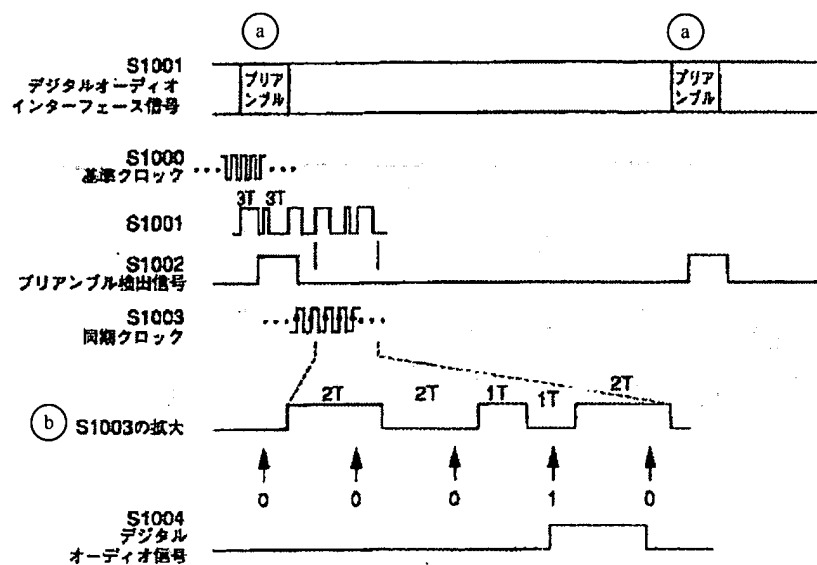 a
a
S1001
デジタルオーディオ
インターフェース信号
プリア
ンブル
プリア
ンブル
S1000
基準クロック
3T 3T
S1001
S1002
プリアンブル検出信号
S1003
同期クロック
2T 2T 1T 1T 2T
b
S1003の拡大
0 0 0 1 0
S1004
デジタル
オーディオ信号